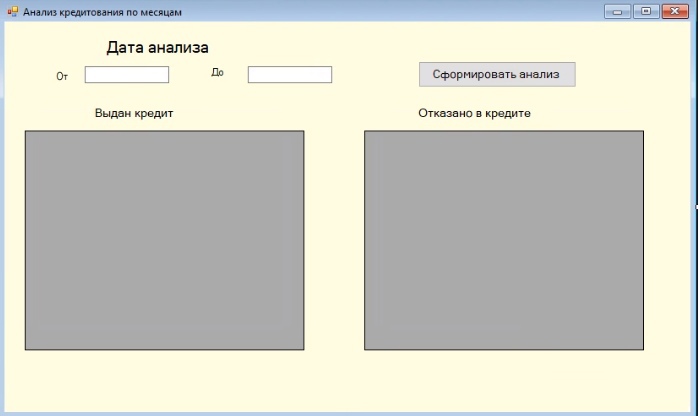 Анализ кредитования по месяцам
Дата анализа
От
До
Сформировать анализ
Выдан кредит
Отказано в кредите